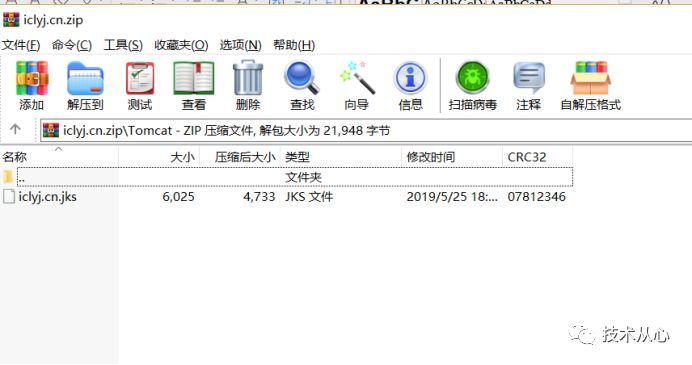 iclyj.cn.zip
文件(F) 命令(C) 工具(S) 收藏夹(O) 选项(N) 帮助(H)
添加 解压到 测试 查看 删除 查找 向导 信息 扫描病毒 注释 自解压格式
iclyj.cn.zip\Tomcat - ZIP 压缩文件, 解包大小为 21,948 字节
名称 大小 压缩后大小 类型 修改时间 CRC32
.. 文件夹
iclyj.cn.jks 6,025 4,733 JKS 文件 2019/5/25 18:... 07812346
技术从心